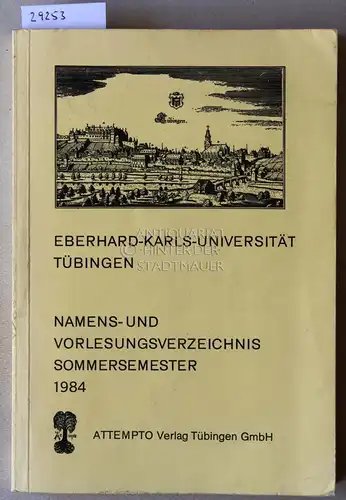 29253
Tübingen.
EBERHARD-KARLS-UNIVERSITÄT
TÜBINGEN
ANTIQUARIAT
HINTER DER
STADTMAUER
NAMENS- UND
VORLESUNGSVERZEICHNIS
SOMMERSEMESTER
1984
ATTEMPTO Verlag Tübingen GmbH